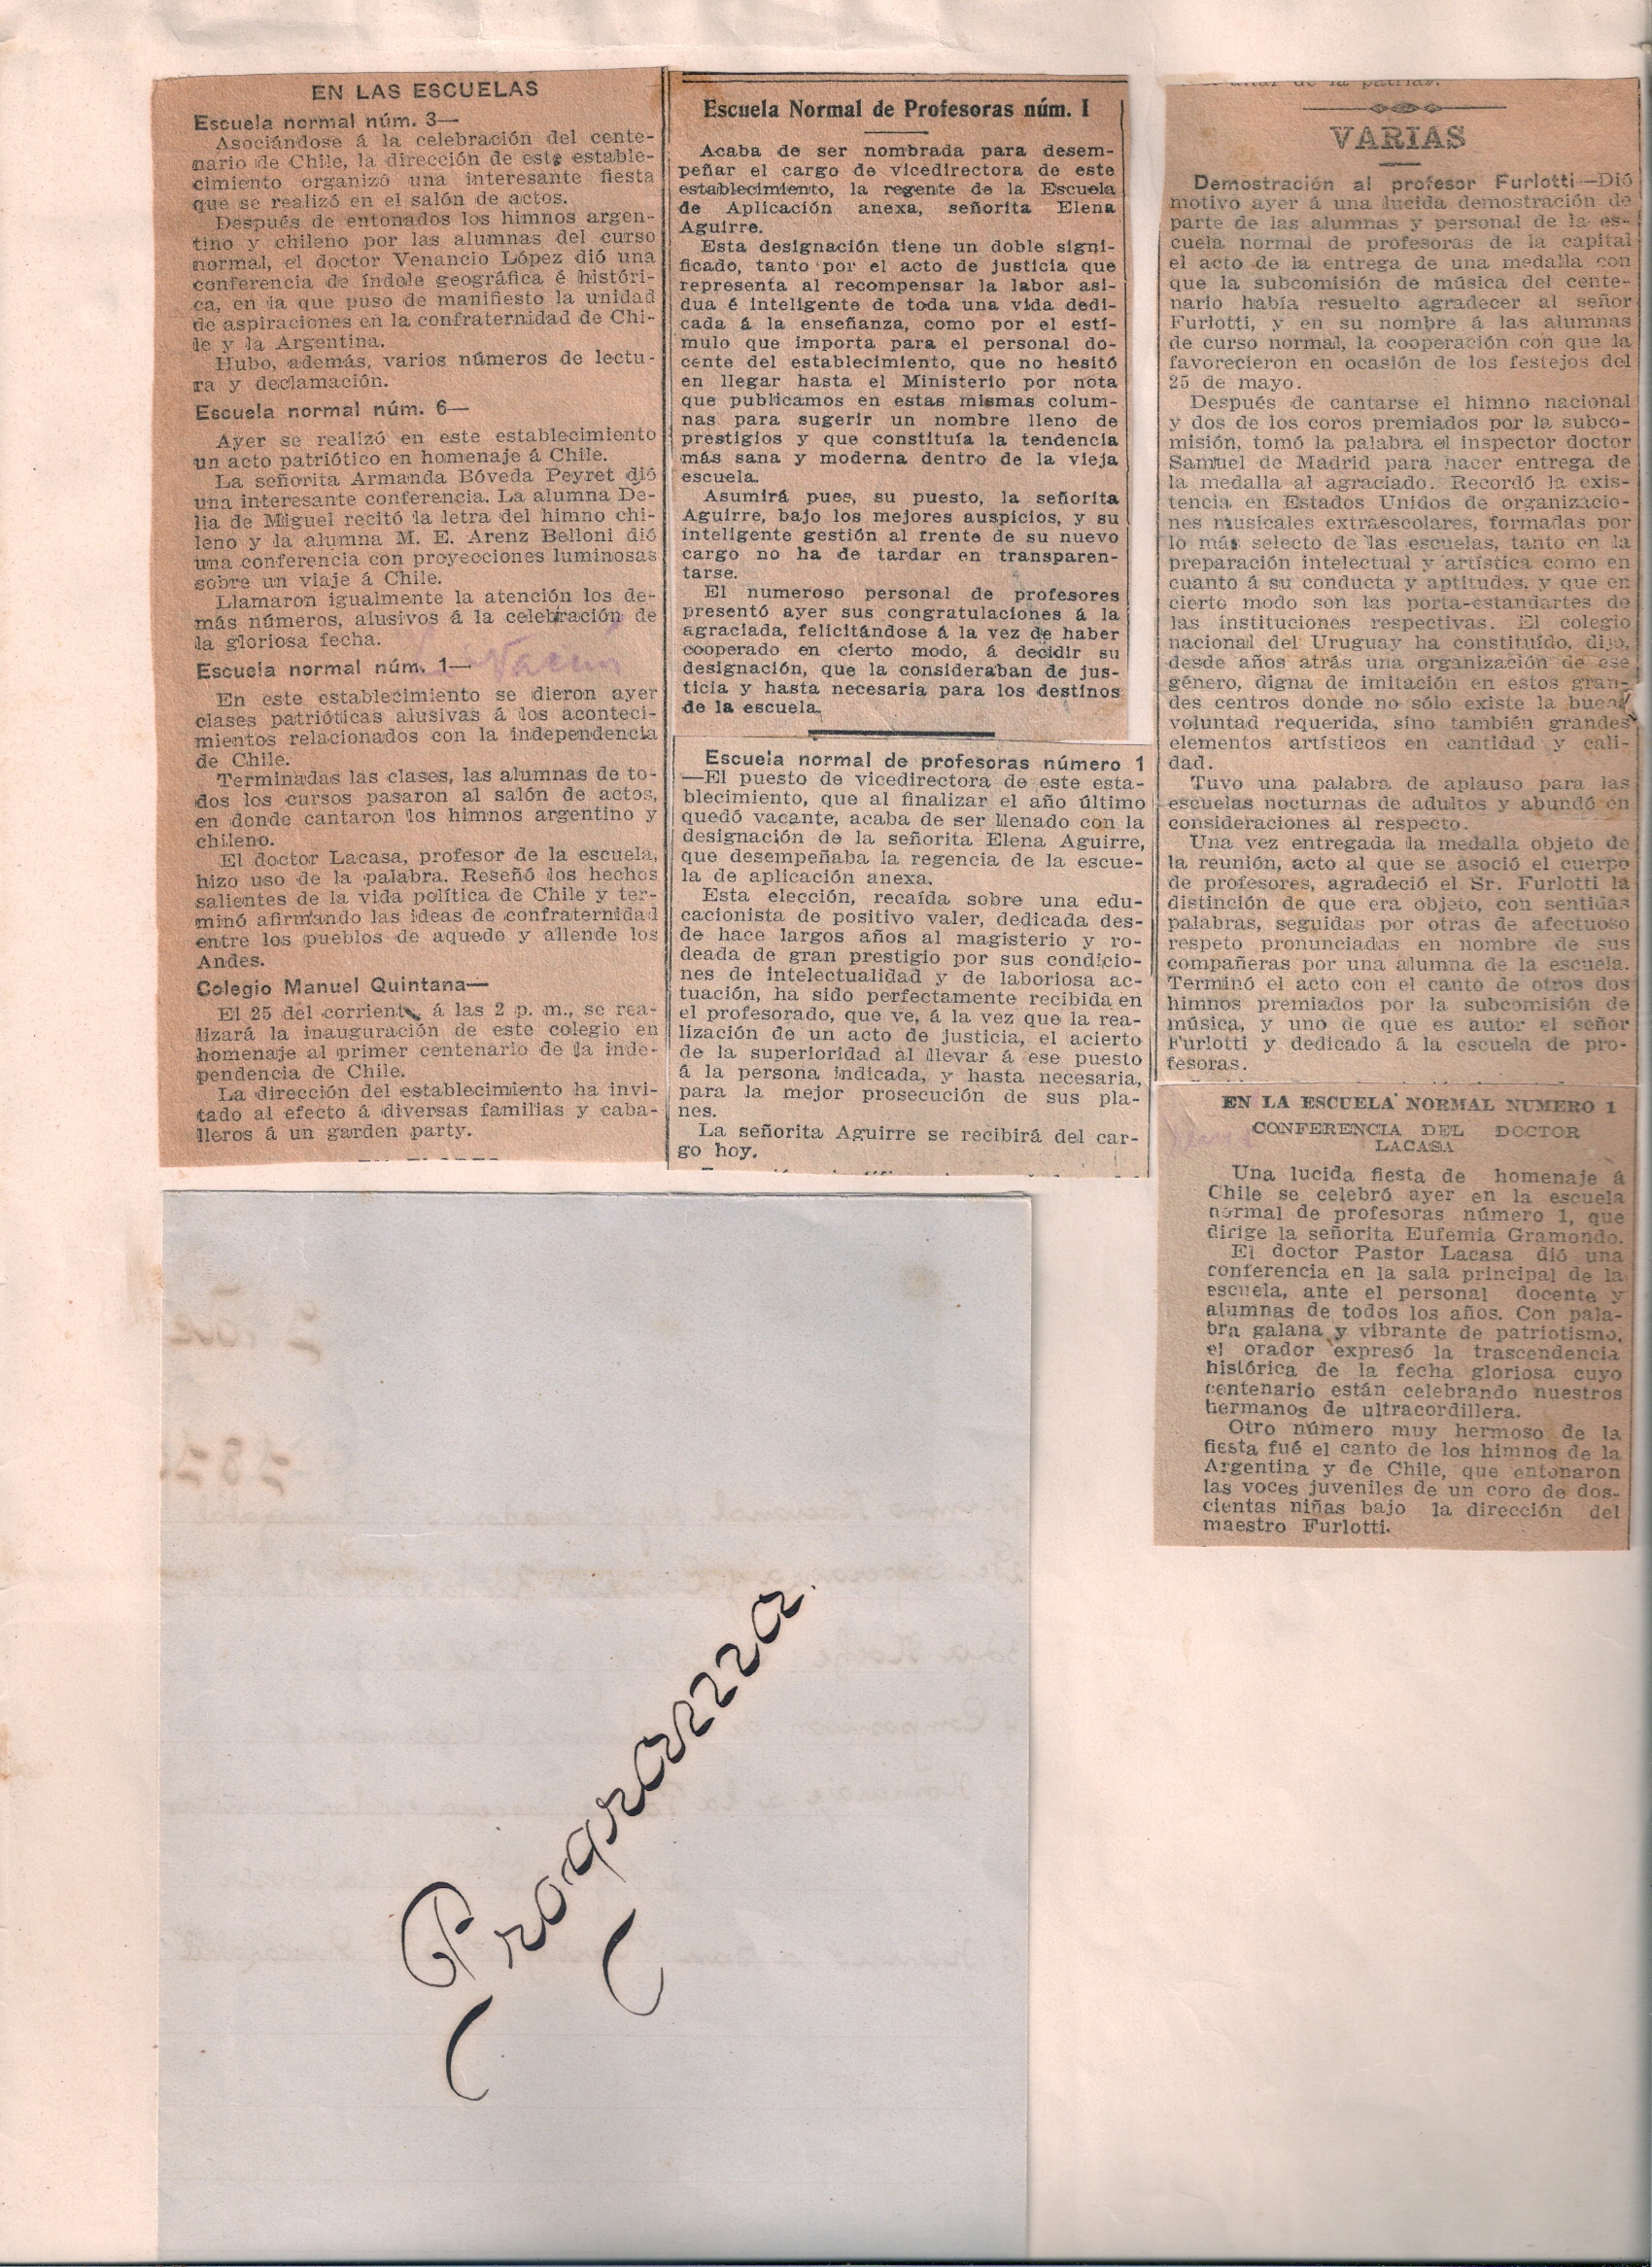 EN LAS ESCUELAS
Escuela normal núm. 3—
Asociándose á la celebración del cente-
nario de Chile, la dirección de este estable-
cimiento organizó una interesante fiesta
que se realizó en el salón de actos.
Después de entonados los himnos argen-
tino y chileno por las alumnas del curso
normal, el doctor Venancio López dió una
conferencia de índole geográfica é históri-
ca, en la que puso de manifiesto la unidad
de aspiraciones en la confraternidad de Chi-
le y la Argentina.
Hubo, además, varios números de lectu-
ra y declamación.
Escuela normal núm. 6—
Ayer se realizó en este establecimiento
un acto patriótico en homenaje á Chile.
La señorita Armanda Bóveda Peyret dió
una interesante conferencia. La alumna De-
lia de Miguel recitó la letra del himno chi-
leno y la alumna M. E. Arenz Belloni dió
una conferencia con proyecciones luminosas
sobre un viaje á Chile.
Llamaron igualmente la atención los de-
más números, alusivos á la celebración de
la gloriosa fecha.
Escuela normal núm. 1—
En este establecimiento se dieron ayer
clases patrióticas alusivas á los aconteci-
mientos relacionados con la independencia
de Chile.
Terminadas las clases, las alumnas de to-
dos los cursos pasaron al salón de actos,
en donde cantaron los himnos argentino y
chileno.
El doctor Lacasa, profesor de la escuela,
hizo uso de la palabra. Reseñó los hechos
salientes de la vida política de Chile y ter-
minó afirmando las ideas de confraternidad
entre los pueblos de aquede y allende los
Andes.
Colegio Manuel Quintana—
El 25 del corriente, á las 2 p. m., se rea-
lizará la inauguración de este colegio en
homenaje al primer centenario de la inde-
pendencia de Chile.
La dirección del establecimiento ha invi-
tado al efecto á diversas familias y caba-
lleros á un garden party.
Escuela Normal de Profesoras núm. I
Acaba de ser nombrada para desem-
peñar el cargo de vicedirectora de este
establecimiento, la regente de la Escuela
de Aplicación anexa, señorita Elena
Aguirre.
Esta designación tiene un doble signi-
ficado, tanto por el acto de justicia que
representa al recompensar la labor asi-
dua é inteligente de toda una vida dedi-
cada á la enseñanza, como por el estí-
mulo que importa para el personal do-
cente del establecimiento, que no hesitó
en llegar hasta el Ministerio por nota
que publicamos en estas mismas colum-
nas para sugerir un nombre lleno de
prestigios y que constituía la tendencia
más sana y moderna dentro de la vieja
escuela.
Asumirá pues, su puesto, la señorita
Aguirre, bajo los mejores auspicios, y su
inteligente gestión al frente de su nuevo
cargo no ha de tardar en transparen-
tarse.
El numeroso personal de profesores
presentó ayer sus congratulaciones á la
agraciada, felicitándose á la vez de haber
cooperado en cierto modo, á decidir su
designación, que la consideraban de jus-
ticia y hasta necesaria para los destinos
de la escuela.
Escuela normal de profesoras número 1
—El puesto de vicedirectora de este esta-
blecimiento, que al finalizar el año último
quedó vacante, acaba de ser llenado con la
designación de la señorita Elena Aguirre,
que desempeñaba la regencia de la escue-
la de aplicación anexa.
Esta elección, recaída sobre una edu-
cacionista de positivo valer, dedicada des-
de hace largos años al magisterio y ro-
deada de gran prestigio por sus condicio-
nes de intelectualidad y de laboriosa ac-
tuación, ha sido perfectamente recibida en
el profesorado, que ve, á la vez que la rea-
lización de un acto de justicia, el acierto
de la superioridad al llevar á ese puesto
á la persona indicada, y hasta necesaria,
para la mejor prosecución de sus pla-
nes.
La señorita Aguirre se recibirá del car-
go hoy.
de la patria.
VARIAS
Demostración al profesor Furlotti—Dió
motivo ayer á una lucida demostración de
parte de las alumnas y personal de la es-
cuela normal de profesoras de la capital
el acto de la entrega de una medalla con
que la subcomisión de música del cente-
nario había resuelto agradecer al señor
Furlotti, y en su nombre á las alumnas
de curso normal, la cooperación con que la
favorecieron en ocasión de los festejos del
25 de mayo.
Después de cantarse el himno nacional
y dos de los coros premiados por la subco-
misión, tomó la palabra el inspector doctor
Samuel de Madrid para hacer entrega de
la medalla al agraciado. Recordó la exis-
tencia en Estados Unidos de organizacio-
nes musicales extraescolares, formadas por
lo más selecto de las escuelas, tanto en la
preparación intelectual y artística como en
cuanto á su conducta y aptitudes, y que en
cierto modo son las porta-estandartes de
las instituciones respectivas. El colegio
nacional del Uruguay ha constituído, dijo,
desde años atrás una organización de ese
género, digna de imitación en estos gran-
des centros donde no sólo existe la buena
voluntad requerida, sino también grandes
elementos artísticos en cantidad y cali-
dad.
Tuvo una palabra de aplauso para las
escuelas nocturnas de adultos y abundó en
consideraciones al respecto.
Una vez entregada la medalla objeto de
la reunión, acto al que se asoció el cuerpo
de profesores, agradeció el Sr. Furlotti la
distinción de que era objeto, con sentidas
palabras, seguidas por otras de afectuoso
respeto pronunciadas en nombre de sus
compañeras por una alumna de la escuela.
Terminó el acto con el canto de otros dos
himnos premiados por la subcomisión de
música, y uno de que es autor el señor
Furlotti y dedicado á la escuela de pro-
fesoras.
EN LA ESCUELA NORMAL NUMERO 1
CONFERENCIA DEL DOCTOR
LACASA
Una lucida fiesta de homenaje á
Chile se celebró ayer en la escuela
normal de profesoras número 1, que
dirige la señorita Eufemia Gramondo.
El doctor Pastor Lacasa dió una
conferencia en la sala principal de la
escuela, ante el personal docente y
alumnas de todos los años. Con pala-
bra galana y vibrante de patriotismo,
el orador expresó la trascendencia
histórica de la fecha gloriosa cuyo
centenario están celebrando nuestros
hermanos de ultracordillera.
Otro número muy hermoso de la
fiesta fué el canto de los himnos de la
Argentina y de Chile, que entonaron
las voces juveniles de un coro de dos-
cientas niñas bajo la dirección del
maestro Furlotti.
Programa